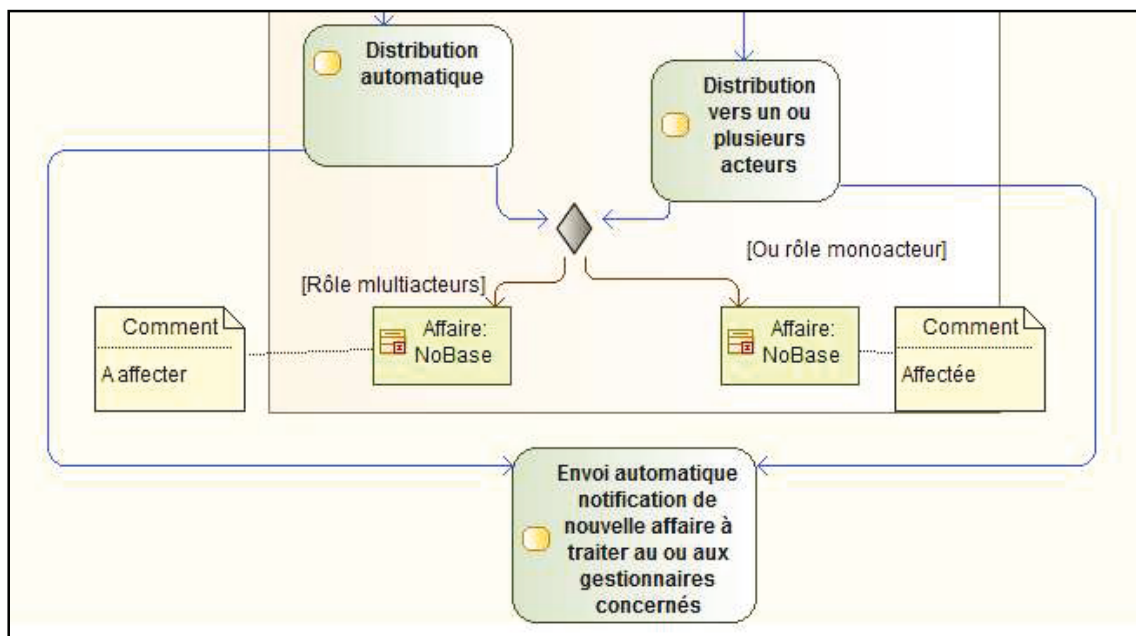 Distribution
automatique
Distribution
vers un ou
plusieurs
acteurs
[Ou rôle monoacteur]
[Rôle mlultiacteurs]
Comment
A affecter
Affaire:
NoBase
Affaire:
NoBase
Comment
Affectée
Envoi automatique
notification de
nouvelle affaire à
traiter au ou aux
gestionnaires
concernés